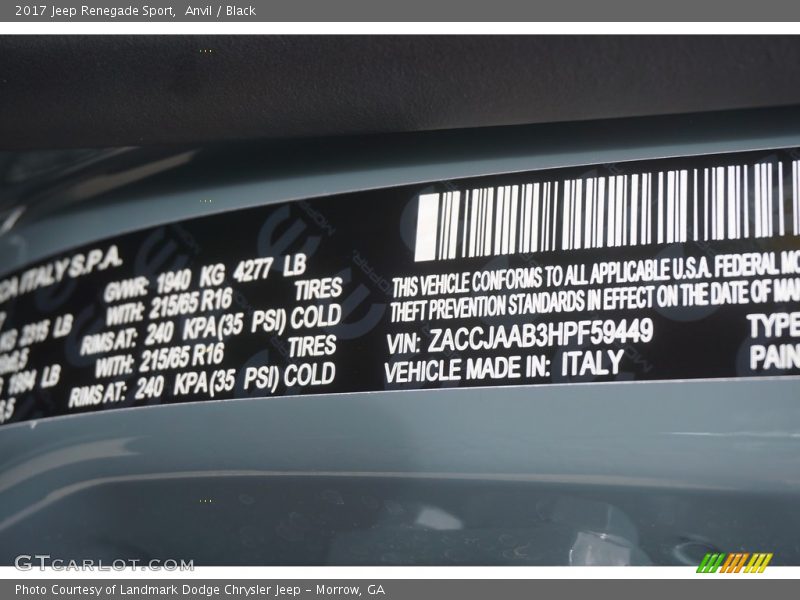 2017 Jeep Renegade Sport, Anvil / Black
ITALY S.P.A.
GVWR: 1940 KG 4277 LB
WITH: 215/65 R16 TIRES
RIMS AT: 240 KPA(35 PSI) COLD
WITH: 215/65 R16 TIRES
RIMS AT: 240 KPA(35 PSI) COLD
2315 LB
LB
THIS VEHICLE CONFORMS TO ALL APPLICABLE U.S.A. FEDERAL MO
THEFT PREVENTION STANDARDS IN EFFECT ON THE DATE OF MA
VIN: ZACCJAAB3HPF59449
TYPE
VEHICLE MADE IN: ITALY
PAIN
GTCARLOT.COM
Photo Courtesy of Landmark Dodge Chrysler Jeep - Morrow, GA